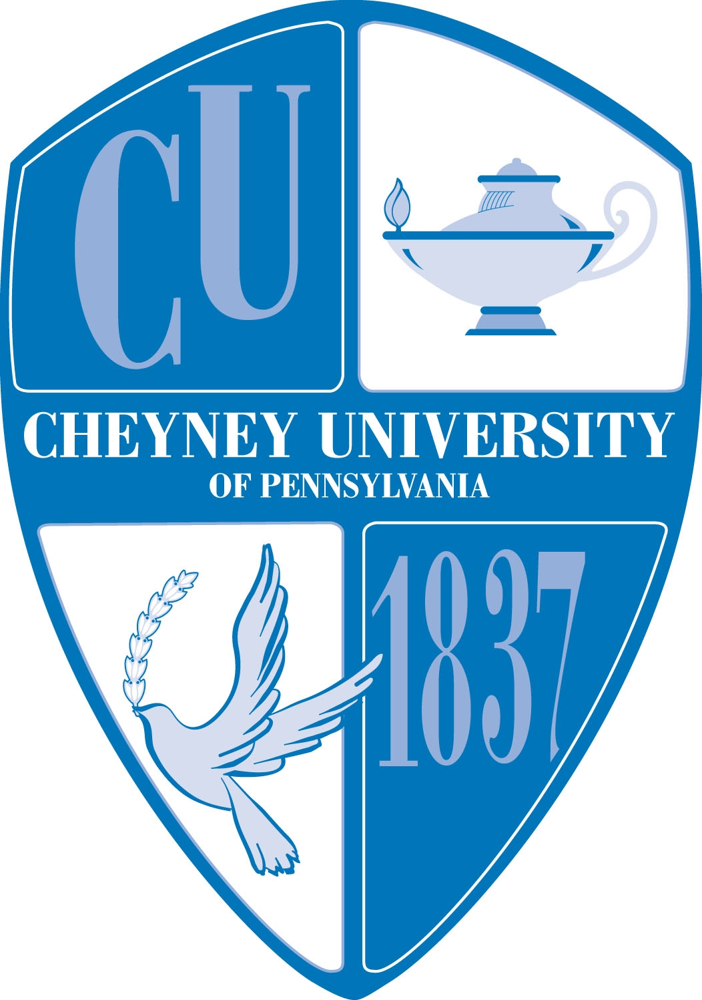 CU
CHEYNEY UNIVERSITY
OF PENNSYLVANIA
1837